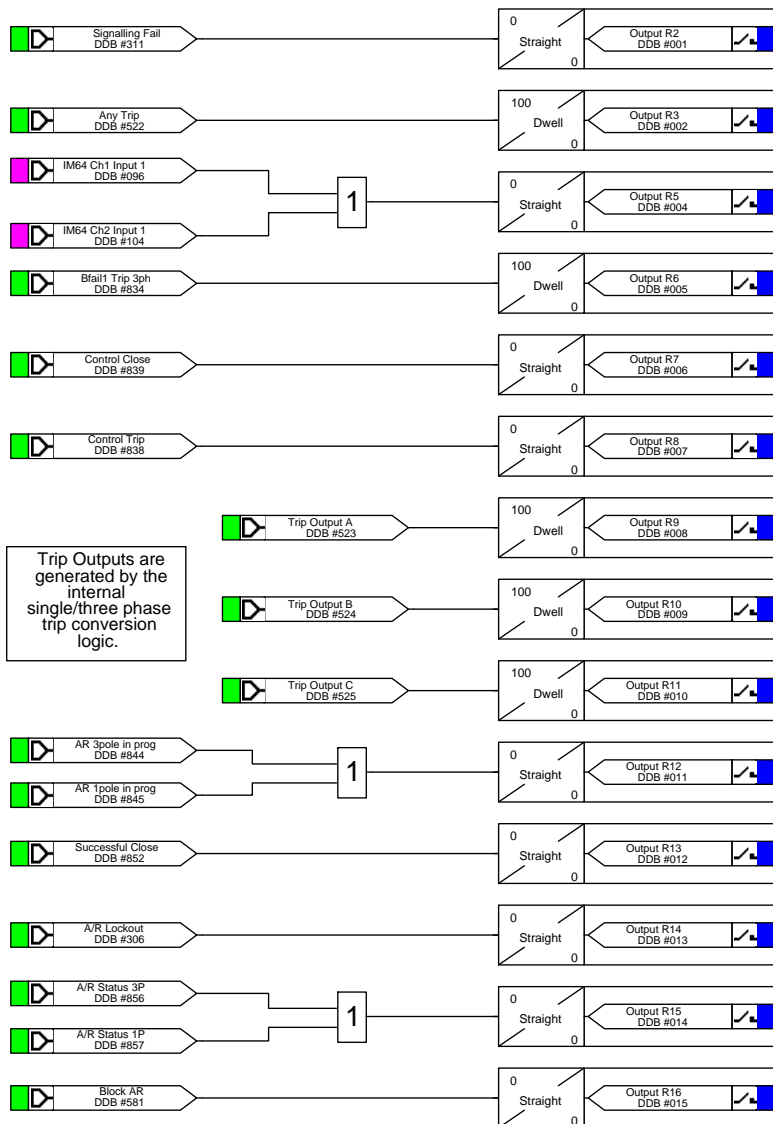 0
Signalling Fail
DDB #311
Straight
Output R2
DDB #001
0
100
Any Trip
DDB #522
Dwell
Output R3
DDB #002
0
IM64 Ch1 Input 1
DDB #096
IM64 Ch2 Input 1
DDB #104
1
0
Straight
Output R5
DDB #004
0
Bfail1 Trip 3ph
DDB #834
100
Dwell
Output R6
DDB #005
0
Control Close
DDB #839
0
Straight
Output R7
DDB #006
0
Control Trip
DDB #838
0
Straight
Output R8
DDB #007
0
Trip Output A
DDB #523
100
Dwell
Output R9
DDB #008
0
Trip Outputs are
generated by the
internal
single/three phase
trip conversion
logic.
Trip Output B
DDB #524
100
Dwell
Output R10
DDB #009
0
Trip Output C
DDB #525
100
Dwell
Output R11
DDB #010
0
AR 3pole in prog
DDB #844
AR 1pole in prog
DDB #845
1
0
Straight
Output R12
DDB #011
0
Successful Close
DDB #852
0
Straight
Output R13
DDB #012
0
A/R Lockout
DDB #306
0
Straight
Output R14
DDB #013
0
A/R Status 3P
DDB #856
A/R Status 1P
DDB #857
1
0
Straight
Output R15
DDB #014
0
Block AR
DDB #581
0
Straight
Output R16
DDB #015
0